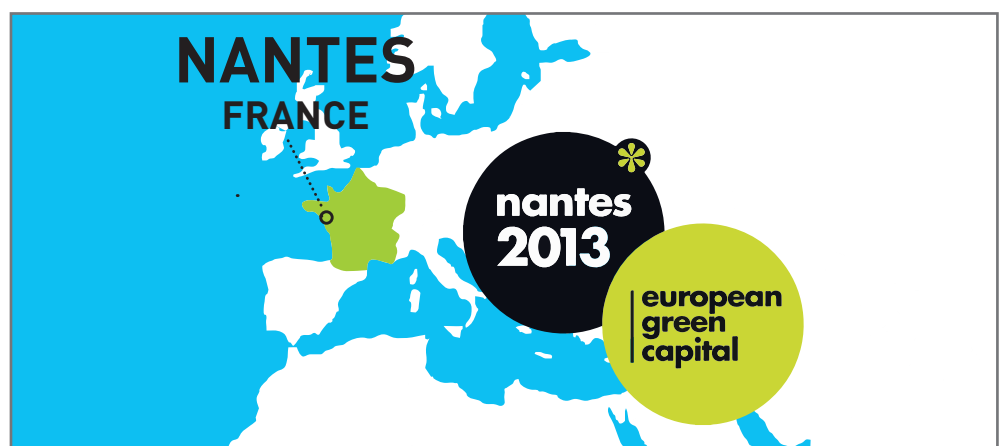 NANTES
FRANCE
nantes
2013
european
green
capital